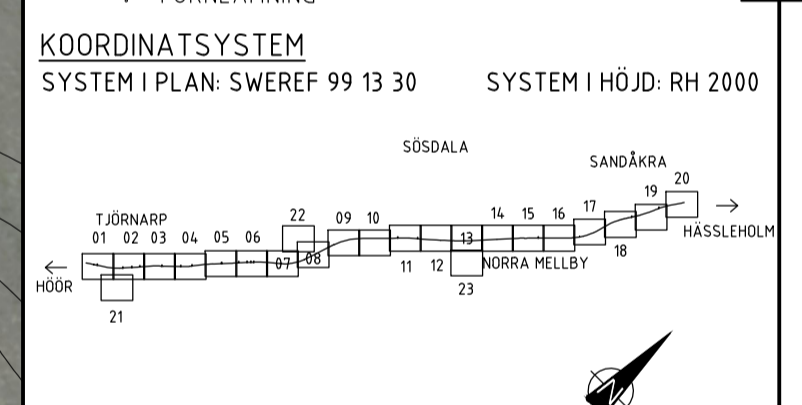 KOORDINATSYSTEM
SYSTEM I PLAN: SWEREF 99 13 30 SYSTEM I HÖJD: RH 2000
SÖSDALA
SANDÅKRA
20
19
17
TJÖRNARP
22 09 10 14 15 16
01 02 03 04 05 06
HÄSSLEHOLM
13
18
07 08
11 12 NORRA MELLBY
HÖÖR
23
21
N